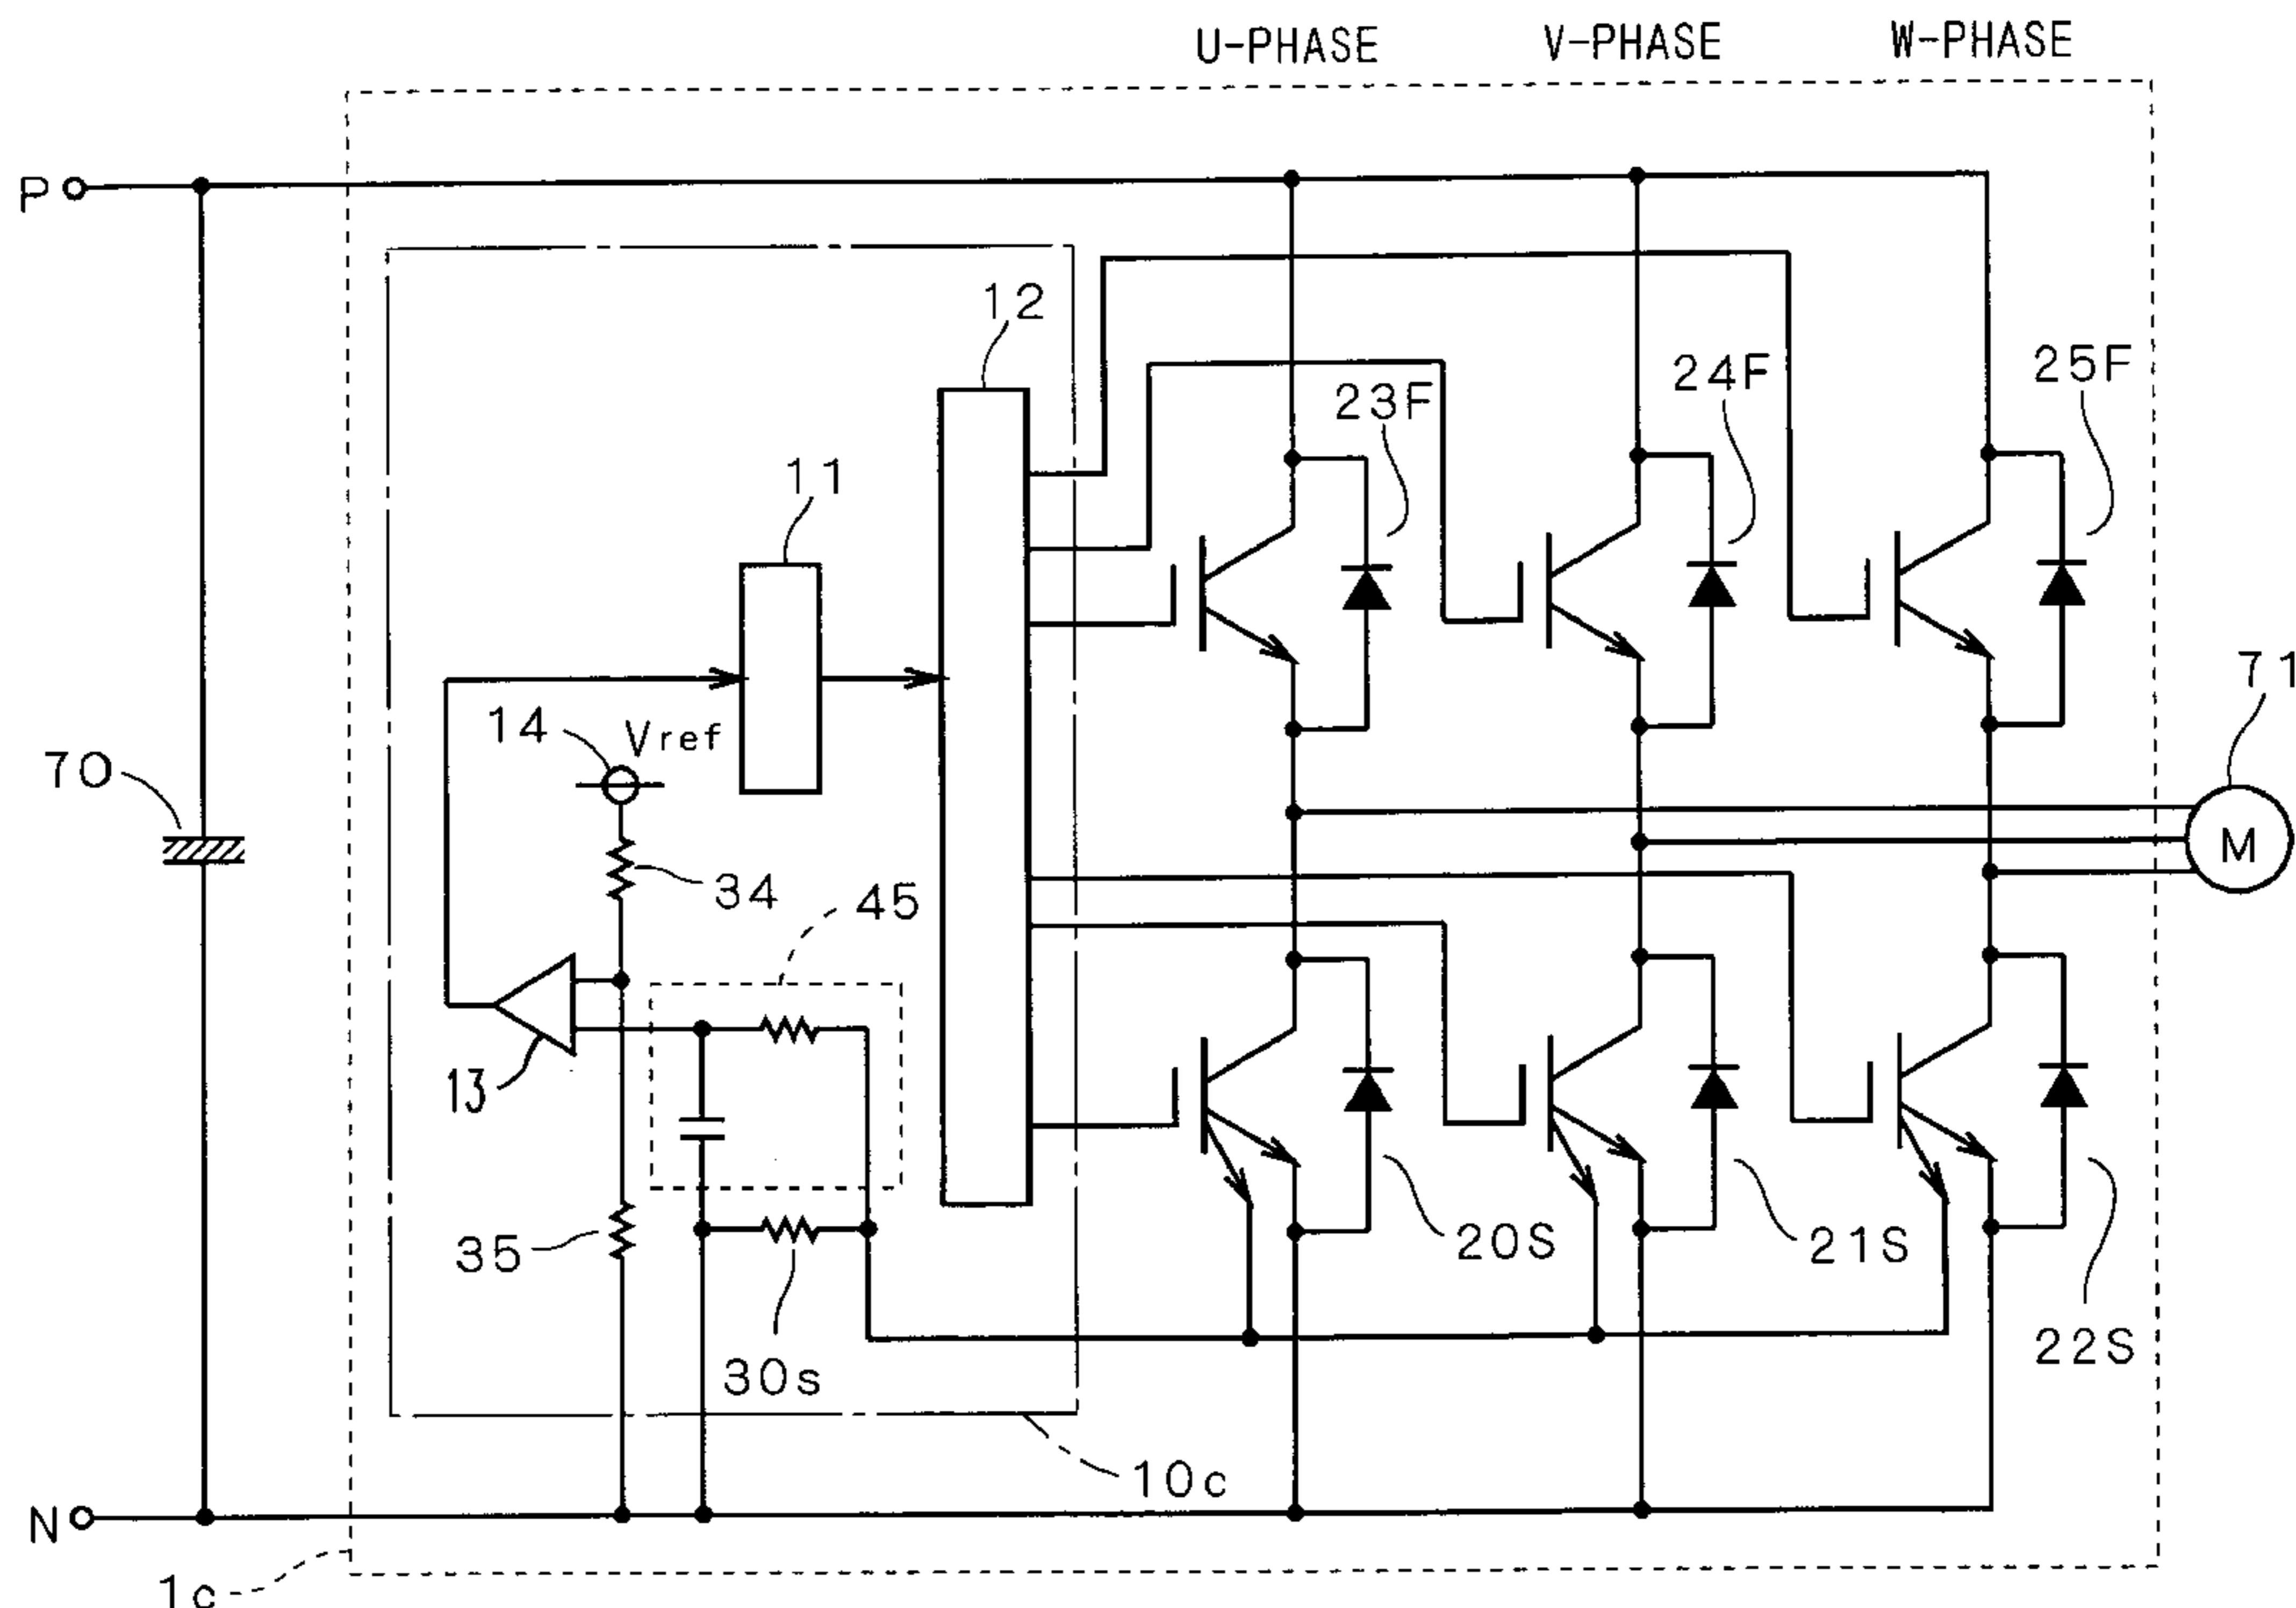 U-PHASE V-PHASE W-PHASE
P
12
23F
24F
25F
11
71
14
Vref
70
M
34
45
13
35
20S
21S
30s
22S
10c
N
1c